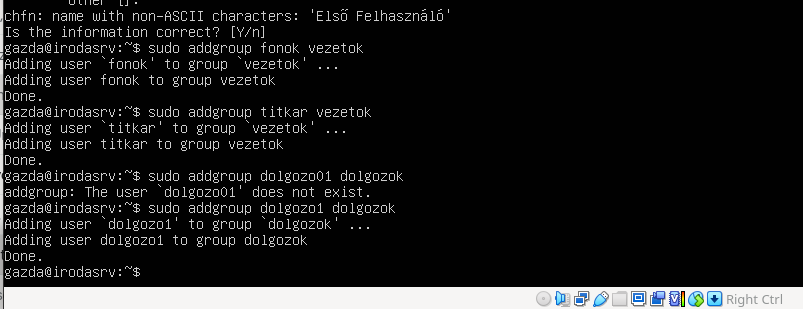 other []:
chfn: name with non-ASCII characters: 'Első Felhasználó'
Is the information correct? [Y/n]
gazda@irodasrv:~$ sudo addgroup fonok vezetok
Adding user `fonok' to group `vezetok' ...
Adding user fonok to group vezetok
Done.
gazda@irodasrv:~$ sudo addgroup titkar vezetok
Adding user `titkar' to group `vezetok' ...
Adding user titkar to group vezetok
Done.
gazda@irodasrv:~$ sudo addgroup dolgozo01 dolgozok
addgroup: The user `dolgozo01' does not exist.
gazda@irodasrv:~$ sudo addgroup dolgozo1 dolgozok
Adding user `dolgozo1' to group `dolgozok' ...
Adding user dolgozo1 to group dolgozok
Done.
gazda@irodasrv:~$
Right Ctrl